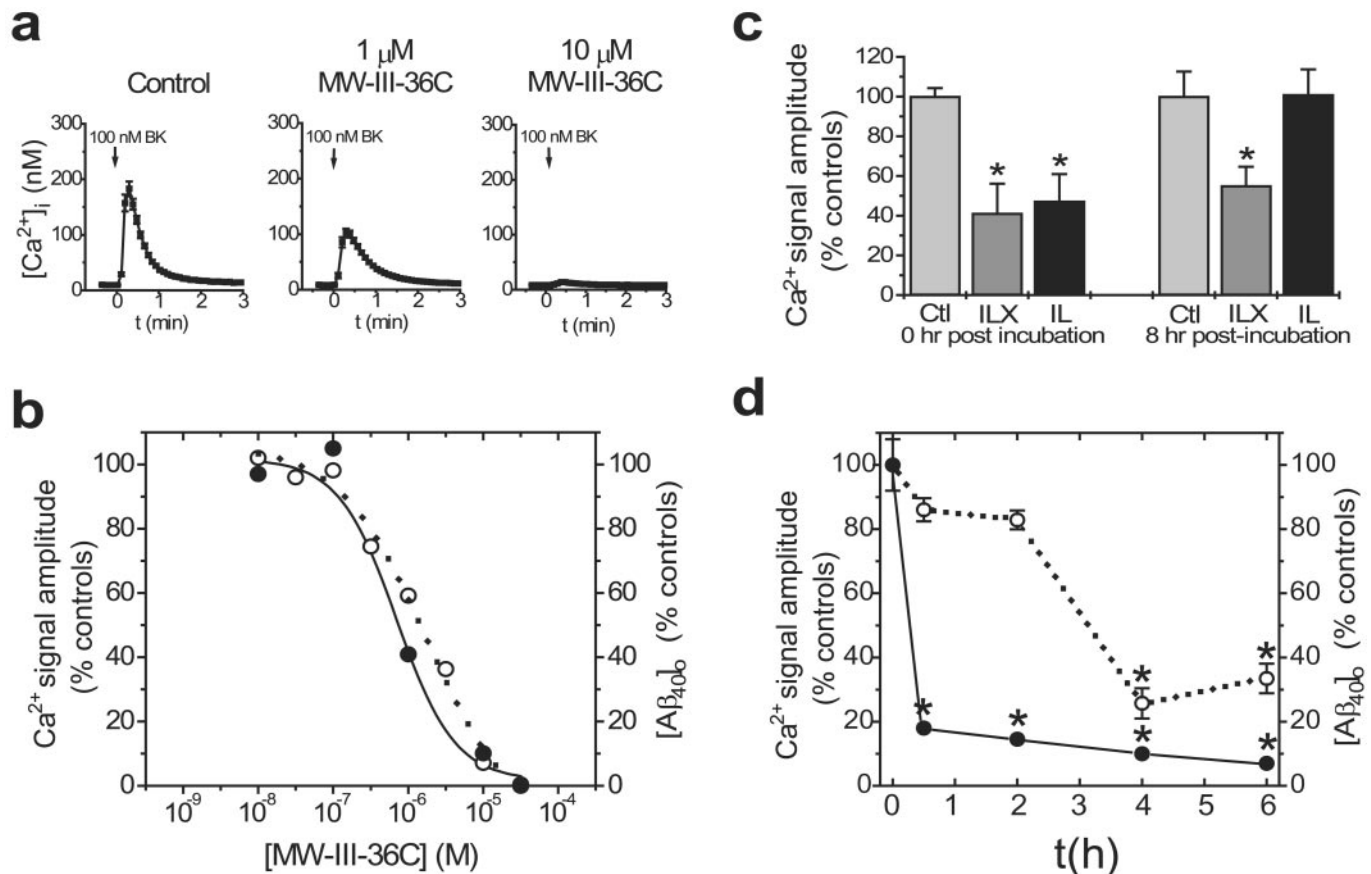 a
Control
1 μM
MW-III-36C
10 μM
MW-III-36C
[Ca²⁺]ᵢ (nM)
300
200
100
0
100 nM BK
0 1 2 3
t (min)
300
200
100
0
100 nM BK
0 1 2 3
t (min)
300
200
100
0
100 nM BK
0 1 2 3
t (min)
c
Ca²⁺ signal amplitude
(% controls)
120
100
80
60
40
20
0
* * *
Ctl ILX IL Ctl ILX IL
0 hr post incubation 8 hr post-incubation
b
Ca²⁺ signal amplitude
(% controls)
100
80
60
40
20
0
10⁻⁹ 10⁻⁸ 10⁻⁷ 10⁻⁶ 10⁻⁵ 10⁻⁴
[MW-III-36C] (M)
100
80
60
40
20
0
[Aβ₄₀]ₒ (% controls)
d
Ca²⁺ signal amplitude
(% controls)
100
80
60
40
20
0
* * * * * *
0 1 2 3 4 5 6
t(h)
100
80
60
40
20
0
[Aβ₄₀]ₒ (% controls)